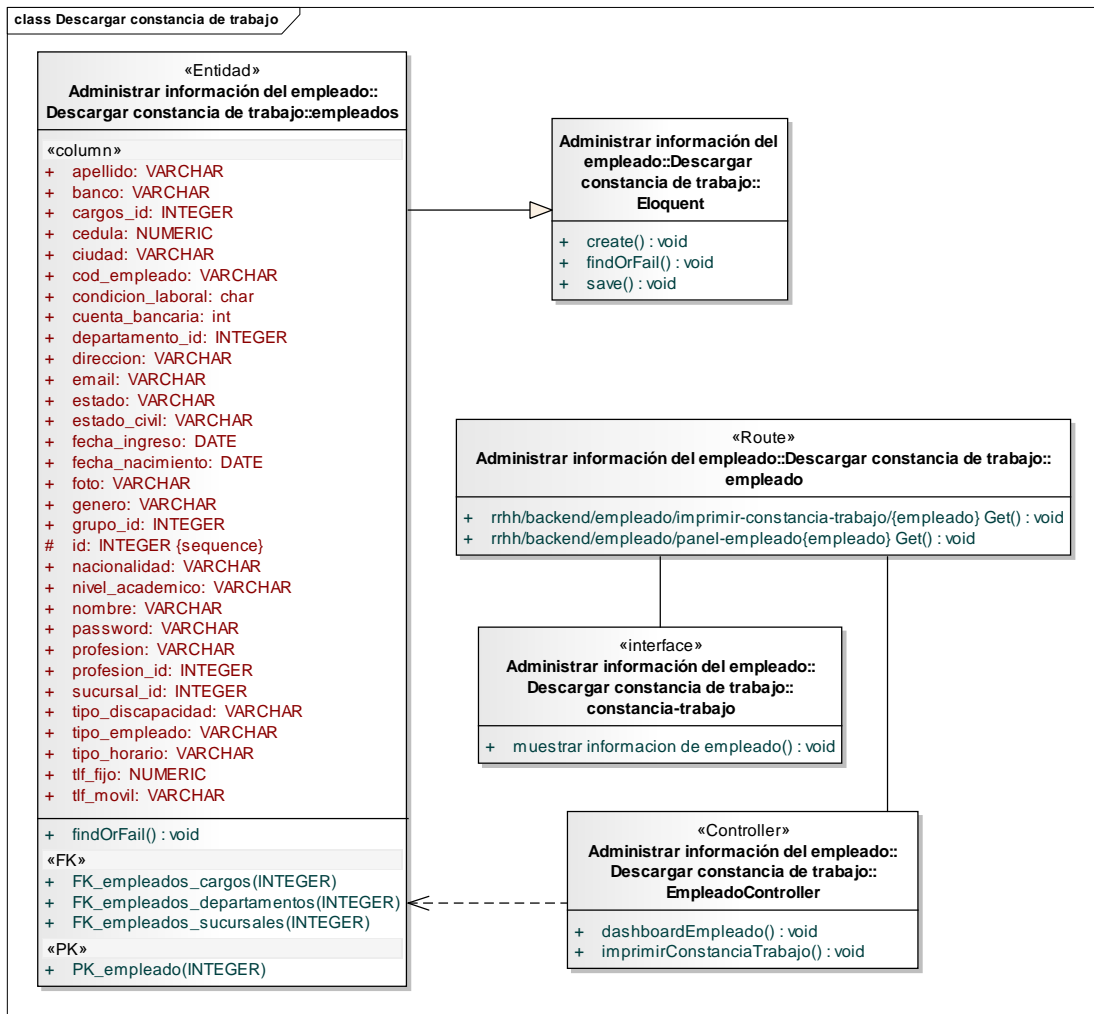 class Descargar constancia de trabajo
«Entidad»
Administrar información del empleado::
Descargar constancia de trabajo::empleados
«column»
+ apellido: VARCHAR
+ banco: VARCHAR
+ cargos_id: INTEGER
+ cedula: NUMERIC
+ ciudad: VARCHAR
+ cod_empleado: VARCHAR
+ condicion_laboral: char
+ cuenta_bancaria: int
+ departamento_id: INTEGER
+ direccion: VARCHAR
+ email: VARCHAR
+ estado: VARCHAR
+ estado_civil: VARCHAR
+ fecha_ingreso: DATE
+ fecha_nacimiento: DATE
+ foto: VARCHAR
+ genero: VARCHAR
+ grupo_id: INTEGER
# id: INTEGER {sequence}
+ nacionalidad: VARCHAR
+ nivel_academico: VARCHAR
+ nombre: VARCHAR
+ password: VARCHAR
+ profesion: VARCHAR
+ profesion_id: INTEGER
+ sucursal_id: INTEGER
+ tipo_discapacidad: VARCHAR
+ tipo_empleado: VARCHAR
+ tipo_horario: VARCHAR
+ tlf_fijo: NUMERIC
+ tlf_movil: VARCHAR
+ findOrFail() : void
«FK»
+ FK_empleados_cargos(INTEGER)
+ FK_empleados_departamentos(INTEGER)
+ FK_empleados_sucursales(INTEGER)
«PK»
+ PK_empleado(INTEGER)
Administrar información del
empleado::Descargar
constancia de trabajo::
Eloquent
+ create() : void
+ findOrFail() : void
+ save() : void
«Route»
Administrar información del empleado::Descargar constancia de trabajo::
empleado
+ rrhh/backend/empleado/imprimir-constancia-trabajo/{empleado} Get() : void
+ rrhh/backend/empleado/panel-empleado{empleado} Get() : void
«interface»
Administrar información del empleado::
Descargar constancia de trabajo::
constancia-trabajo
+ muestrar informacion de empleado() : void
«Controller»
Administrar información del empleado::
Descargar constancia de trabajo::
EmpleadoController
+ dashboardEmpleado() : void
+ imprimirConstanciaTrabajo() : void